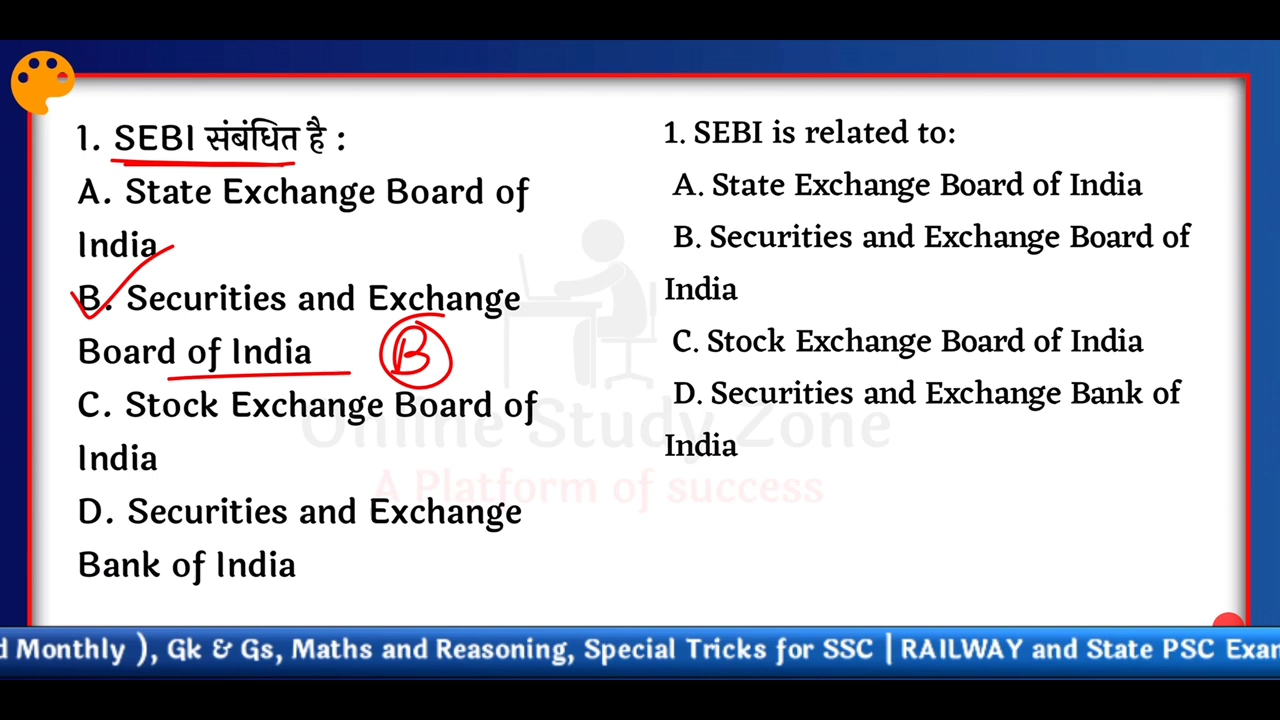 1. SEBI संबंधित है :
A. State Exchange Board of
India
B. Securities and Exchange
Board of India
B
C. Stock Exchange Board of
India
D. Securities and Exchange
Bank of India
1. SEBI is related to:
A. State Exchange Board of India
B. Securities and Exchange Board of
India
C. Stock Exchange Board of India
D. Securities and Exchange Bank of
India
Online Study Zone
A Platform of success
d Monthly ), Gk & Gs, Maths and Reasoning, Special Tricks for SSC | RAILWAY and State PSC Exam